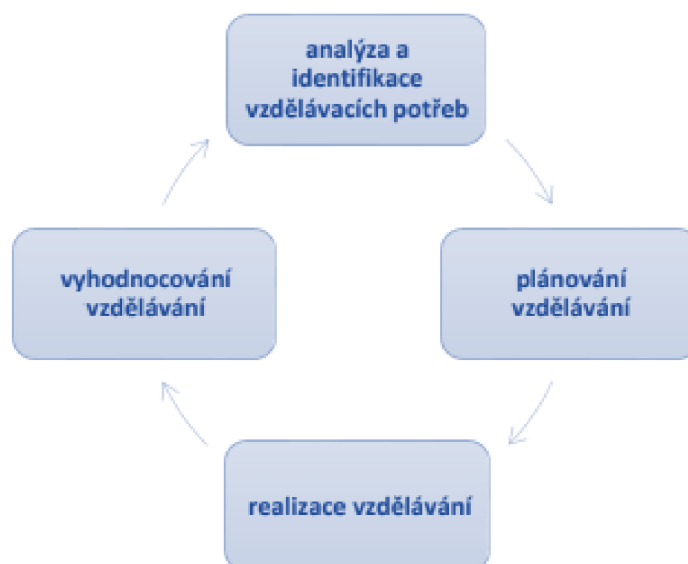 analýza a
identifikace
vzdělávacích potřeb
vyhodnocování
vzdělávání
plánování
vzdělávání
realizace vzdělávání